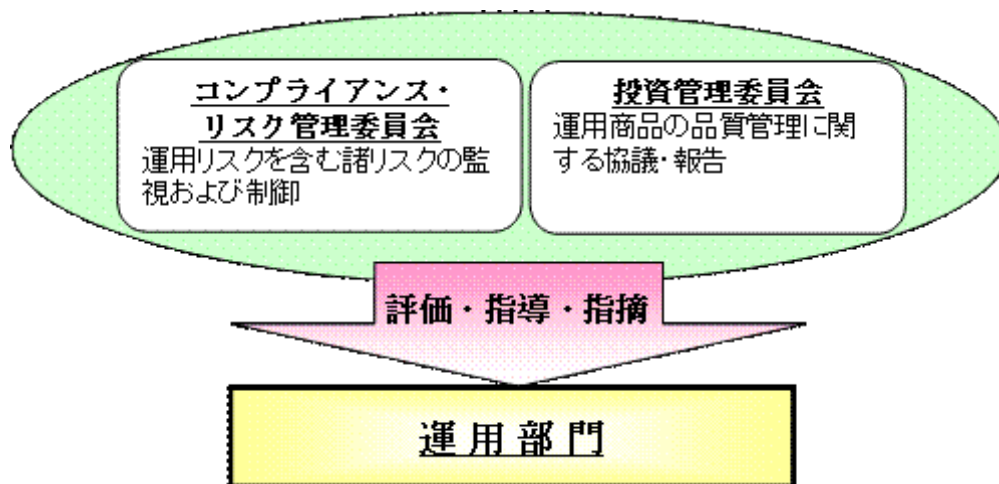 コンプライアンス・
リスク管理委員会
運用リスクを含む諸リスクの監
視および制御
投資管理委員会
運用商品の品質管理に関
する協議・報告
評価・指導・指摘
運用部門